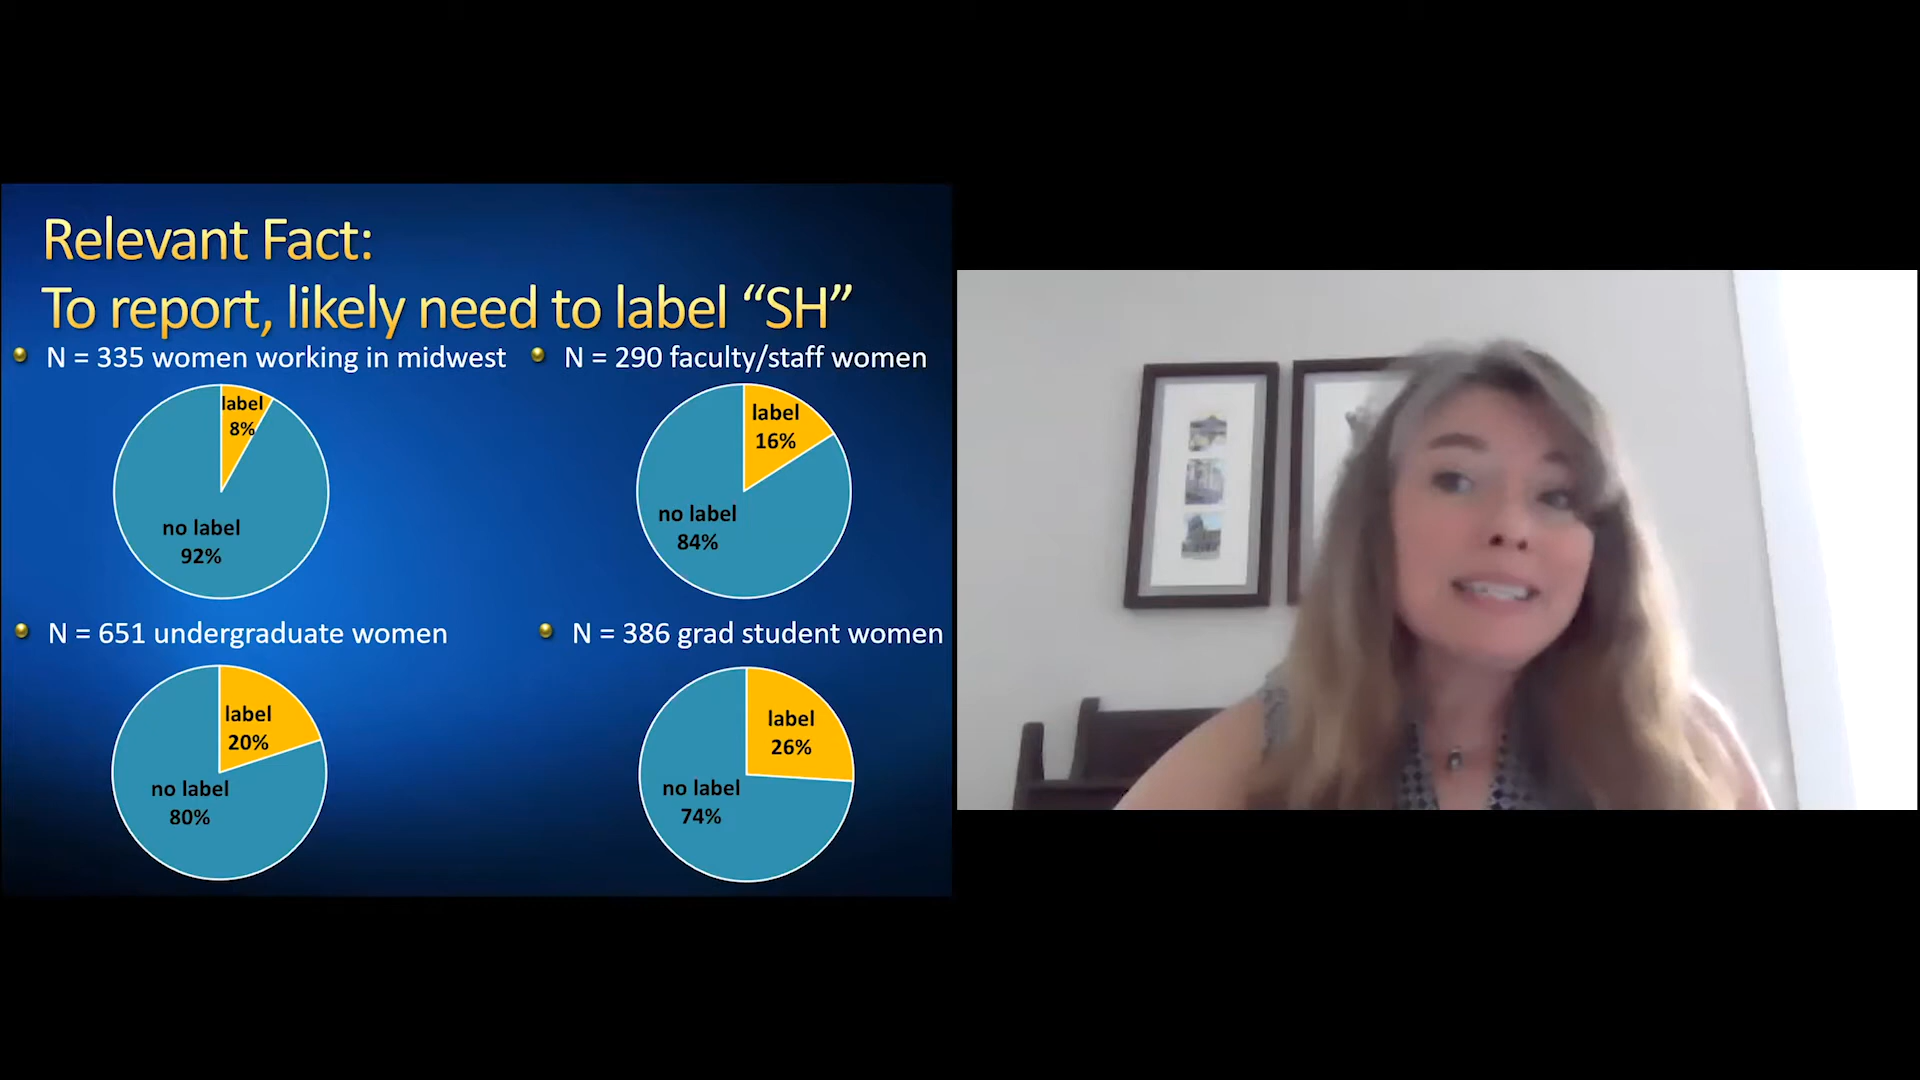 Relevant Fact:
To report, likely need to label “SH”
N = 335 women working in midwest
label
8%
no label
92%
N = 290 faculty/staff women
label
16%
no label
84%
N = 651 undergraduate women
label
20%
no label
80%
N = 386 grad student women
label
26%
no label
74%